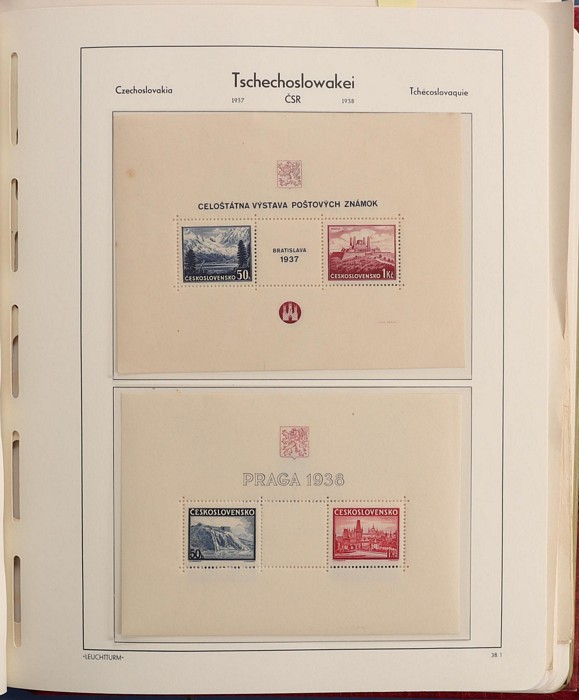 Tschechoslowakei
Czechoslovakia
Tchécoslovaquie
1937
ČSR
1938
CELOŠTÁTNA VÝSTAVA POŠTOVÝCH ZNÁMOK
BRATISLAVA
1937
50h
ČESKOSLOVENSKO
ČESKOSLOVENSKO
1Kč
PRAGA 1938
ČESKOSLOVENSKO
50h
ČESKOSLOVENSKO
1Kč
•LEUCHTTURM•
38.1